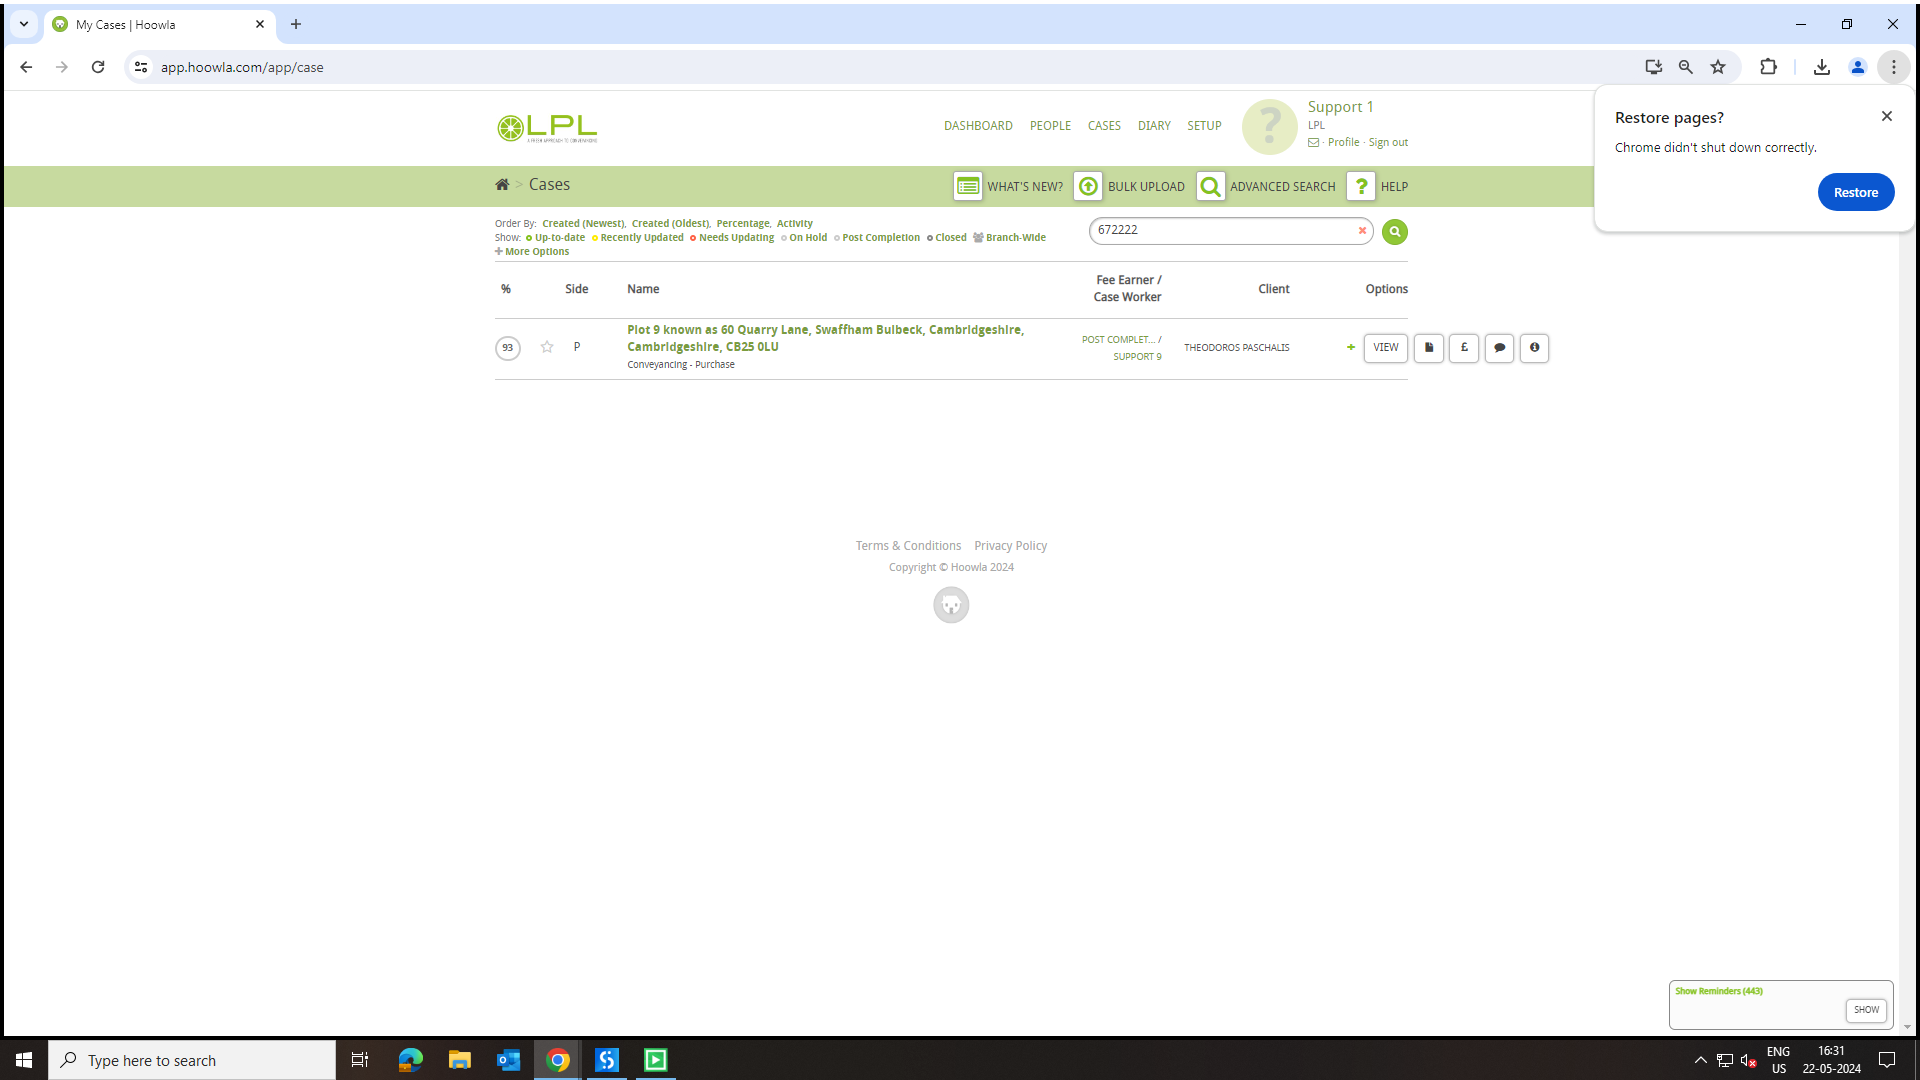 My Cases | Hoowla
app.hoowla.com/app/case
Restore pages?
Chrome didn't shut down correctly.
Restore
LPL
DASHBOARD PEOPLE CASES DIARY SETUP
?
Support 1
LPL
· Profile · Sign out
> Cases
WHAT'S NEW? BULK UPLOAD ADVANCED SEARCH ? HELP
Order By: Created (Newest), Created (Oldest), Percentage, Activity
Show: Up-to-date Recently Updated Needs Updating On Hold Post Completion Closed Branch-Wide
More Options
672222
% Side Name Fee Earner / Case Worker Client Options
93 P
Plot 9 known as 60 Quarry Lane, Swaffham Bulbeck, Cambridgeshire,
Cambridgeshire, CB25 0LU
Conveyancing - Purchase
POST COMPLET... /
SUPPORT 9
THEODOROS PASCHALIS
+ VIEW £
Terms & Conditions Privacy Policy
Copyright © Hoowla 2024
Show Reminders (443)
SHOW
Type here to search
ENG
US
16:31
22-05-2024